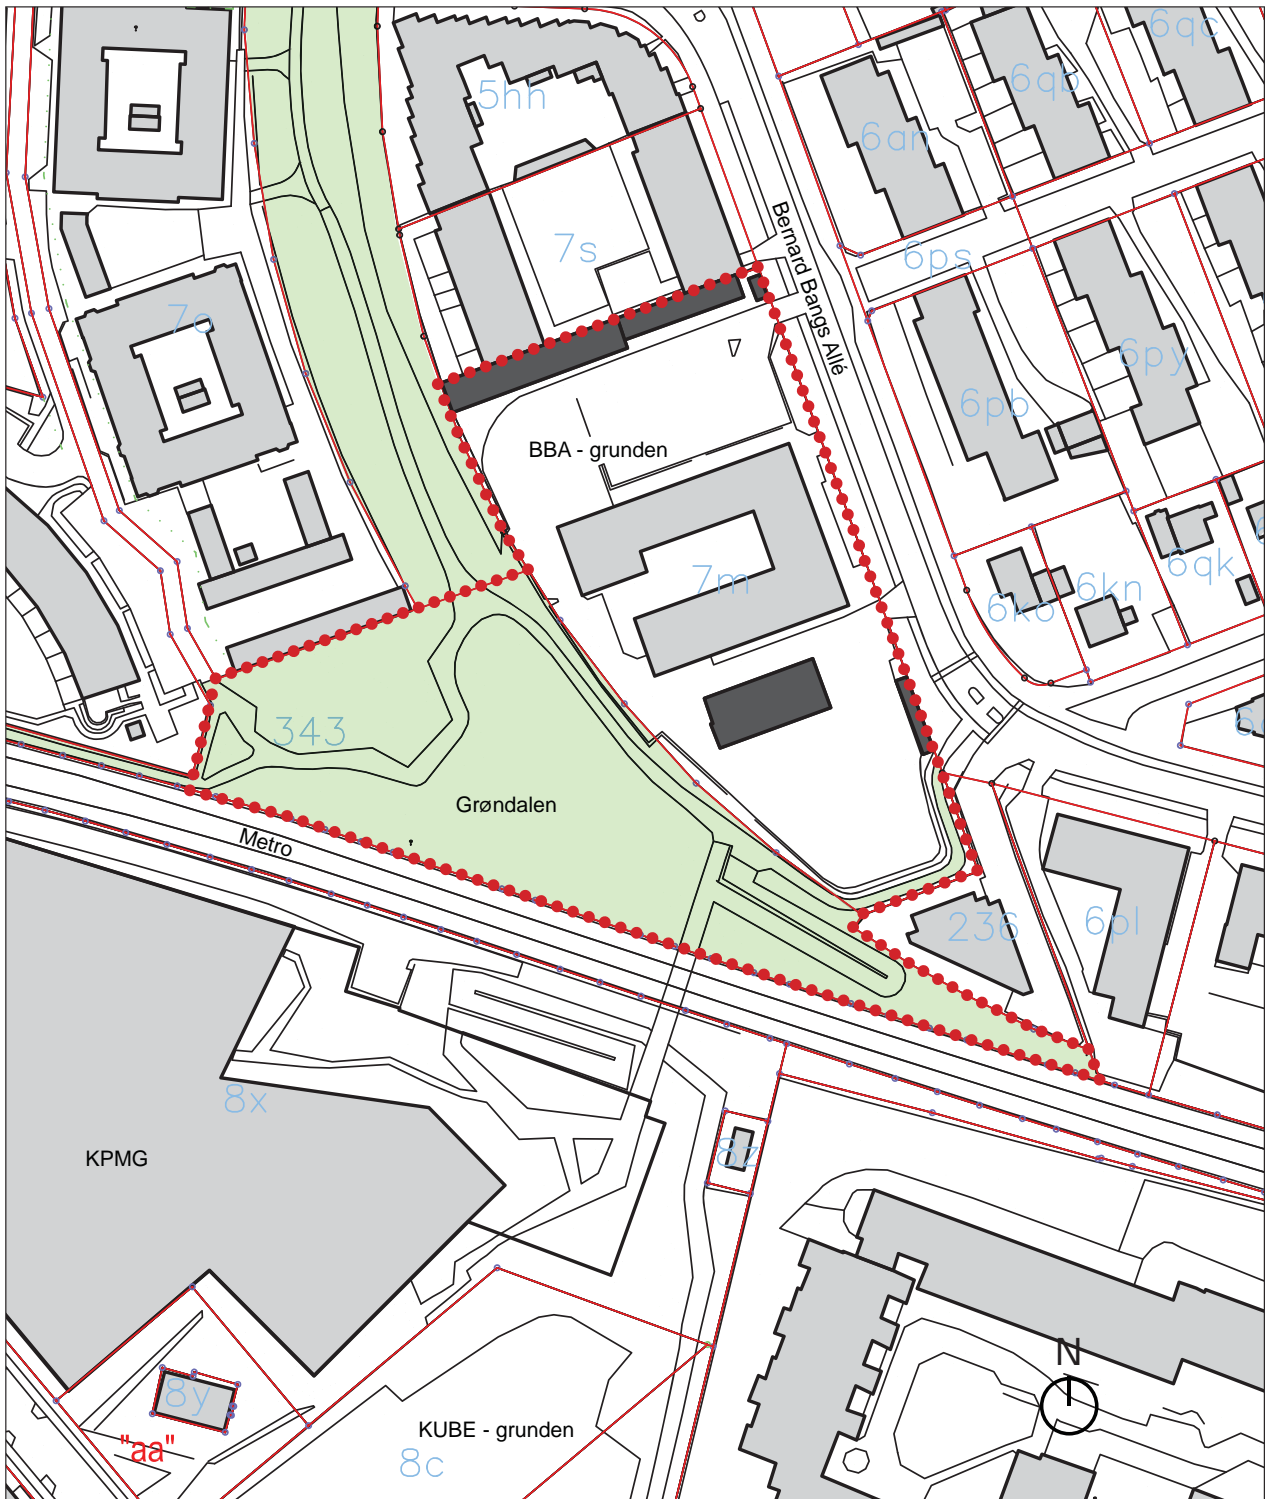 6qc
6qb
5hh
6an
Bernard Bangs Allé
7s
6ps
7o
6py
6pb
BBA - grunden
6qk
7m
6kn
6ko
343
Grøndalen
Metro
236
6pl
8x
8z
KPMG
N
8y
"aa"
KUBE - grunden
8c